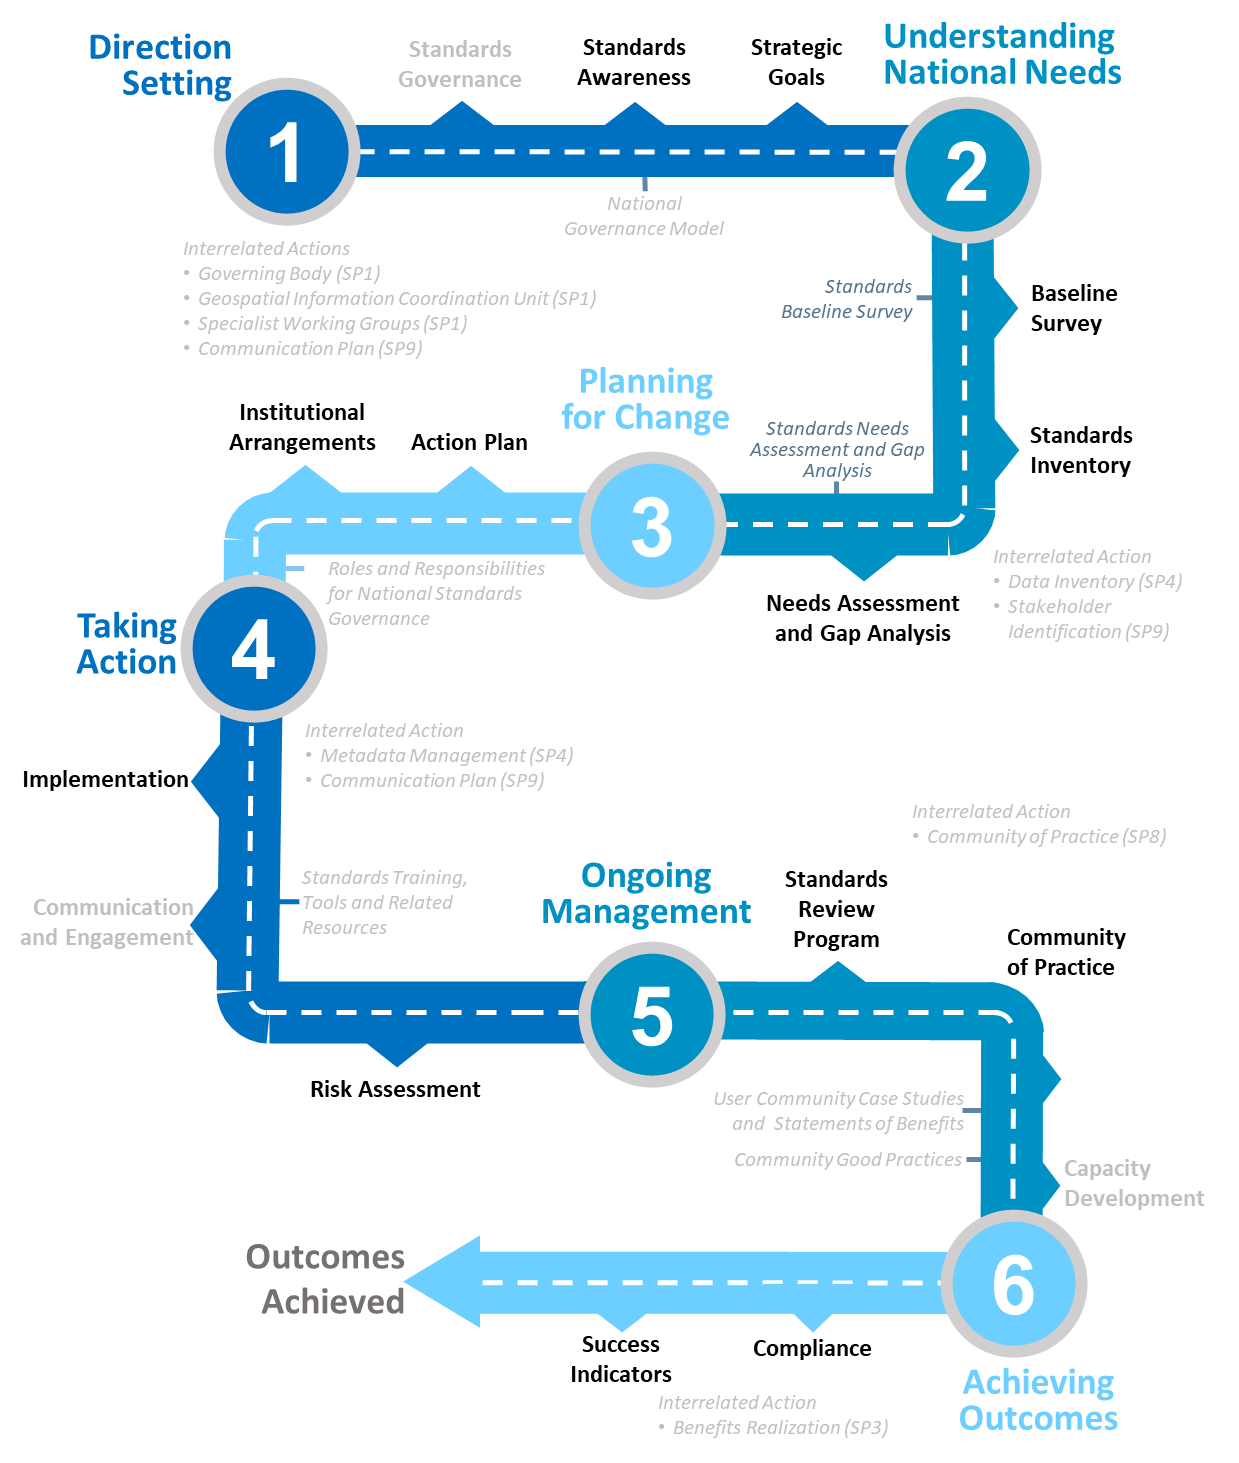 Direction
Setting
1
Standards
Governance
Standards
Awareness
Strategic
Goals
National
Governance Model
Interrelated Actions
• Governing Body (SP1)
• Geospatial Information Coordination Unit (SP1)
• Specialist Working Groups (SP1)
• Communication Plan (SP9)
Understanding
National Needs
2
Standards
Baseline Survey
Baseline
Survey
Standards
Inventory
Standards Needs
Assessment and Gap
Analysis
Needs Assessment
and Gap Analysis
Interrelated Action
• Data Inventory (SP4)
• Stakeholder
Identification (SP9)
Planning
for Change
3
Action Plan
Institutional
Arrangements
Roles and Responsibilities
for National Standards
Governance
Taking
Action
4
Interrelated Action
• Metadata Management (SP4)
• Communication Plan (SP9)
Implementation
Communication
and Engagement
Standards Training,
Tools and Related
Resources
Risk Assessment
Ongoing
Management
5
Standards
Review
Program
Interrelated Action
• Community of Practice (SP8)
Community
of Practice
User Community Case Studies
and Statements of Benefits
Community Good Practices
Capacity
Development
6
Achieving
Outcomes
Compliance
Success
Indicators
Interrelated Action
• Benefits Realization (SP3)
Outcomes
Achieved